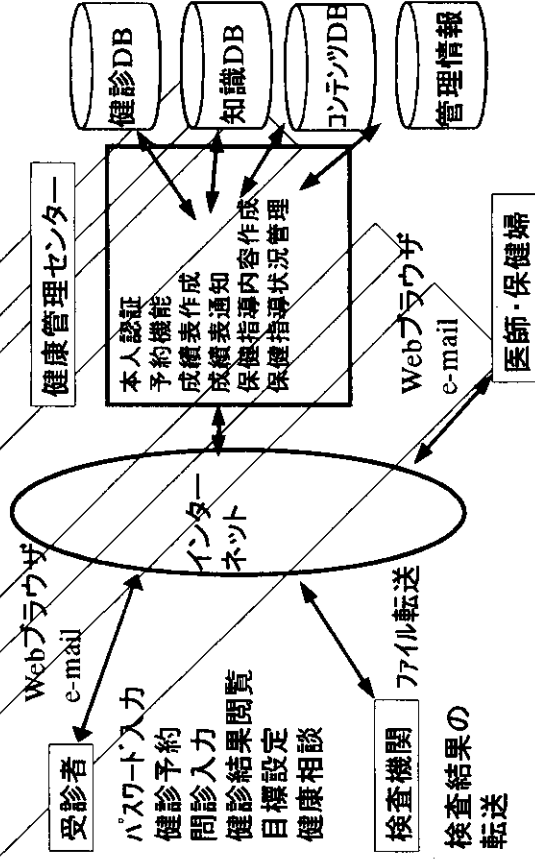 受診者
Webブラウザ
e-mail
パスワード入力
健診予約
問診入力
健診結果閲覧
目標設定
健康相談
検査機関
ファイル転送
検査結果の
転送
インター
ネット
健康管理センター
本人認証
予約機能
成績表作成
成績表通知
保健指導内容作成
保健指導状況管理
健診DB
知識DB
コンテンツDB
管理情報
Webブラウザ
e-mail
医師・保健婦